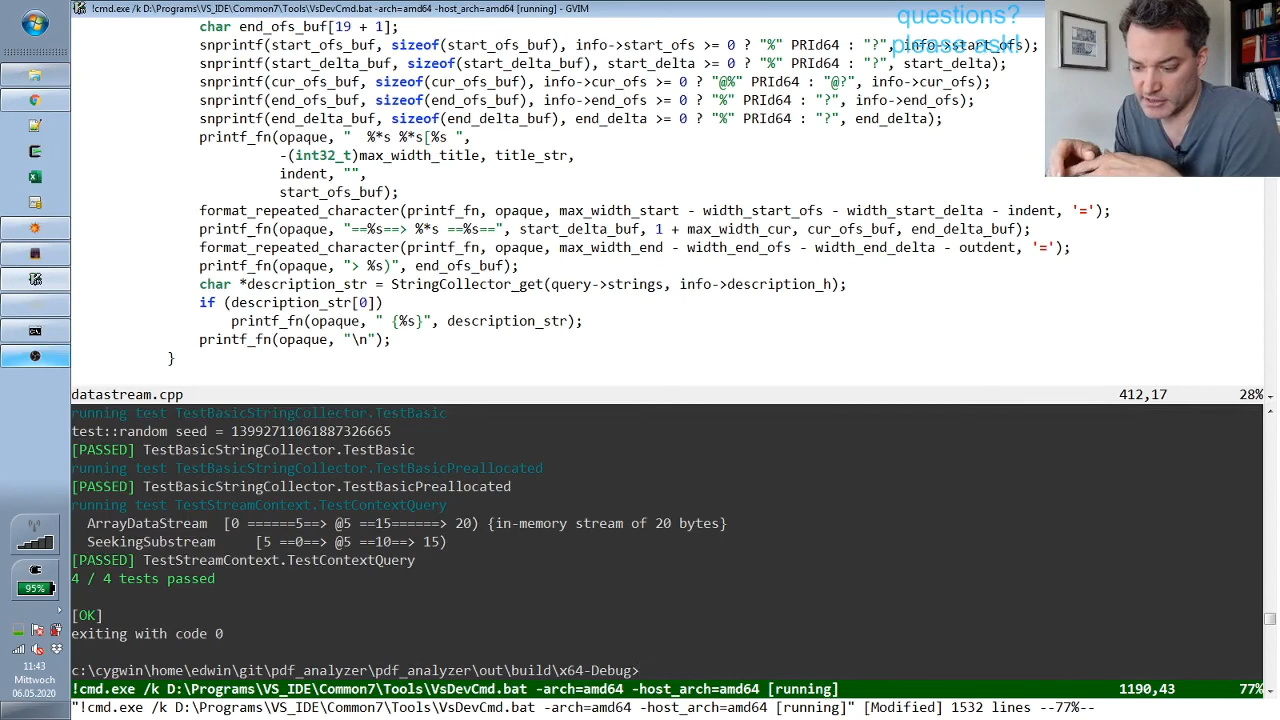 !cmd.exe /k D:\Programs\VS_IDE\Common7\Tools\VsDevCmd.bat -arch=amd64 -host_arch=amd64 [running] - GVIM
questions?
please ask!
char end_ofs_buf[19 + 1];
snprintf(start_ofs_buf, sizeof(start_ofs_buf), info->start_ofs >= 0 ? "%" PRId64 : "?", info->start_ofs);
snprintf(start_delta_buf, sizeof(start_delta_buf), start_delta >= 0 ? "%" PRId64 : "?", start_delta);
snprintf(cur_ofs_buf, sizeof(cur_ofs_buf), info->cur_ofs >= 0 ? "@%" PRId64 : "@?", info->cur_ofs);
snprintf(end_ofs_buf, sizeof(end_ofs_buf), info->end_ofs >= 0 ? "%" PRId64 : "?", info->end_ofs);
snprintf(end_delta_buf, sizeof(end_delta_buf), end_delta >= 0 ? "%" PRId64 : "?", end_delta);
printf_fn(opaque, "  %*s %*s[%s ",
-(int32_t)max_width_title, title_str,
indent, "",
start_ofs_buf);
format_repeated_character(printf_fn, opaque, max_width_start - width_start_ofs - width_start_delta - indent, '=');
printf_fn(opaque, "==%s==> %*s ==%s==", start_delta_buf, 1 + max_width_cur, cur_ofs_buf, end_delta_buf);
format_repeated_character(printf_fn, opaque, max_width_end - width_end_ofs - width_end_delta - outdent, '=');
printf_fn(opaque, "> %s)", end_ofs_buf);
char *description_str = StringCollector_get(query->strings, info->description_h);
if (description_str[0])
printf_fn(opaque, " {%s}", description_str);
printf_fn(opaque, "\n");
}
datastream.cpp 412,17 28%
running test TestBasicStringCollector.TestBasic
test::random seed = 13992711061887326665
[PASSED] TestBasicStringCollector.TestBasic
running test TestBasicStringCollector.TestBasicPreallocated
[PASSED] TestBasicStringCollector.TestBasicPreallocated
running test TestStreamContext.TestContextQuery
ArrayDataStream  [0 ======5==> @5 ==15======> 20) {in-memory stream of 20 bytes}
SeekingSubstream     [5 ==0==> @5 ==10==> 15)
[PASSED] TestStreamContext.TestContextQuery
4 / 4 tests passed
[OK]
exiting with code 0
c:\cygwin\home\edwin\git\pdf_analyzer\pdf_analyzer\out\build\x64-Debug>
!cmd.exe /k D:\Programs\VS_IDE\Common7\Tools\VsDevCmd.bat -arch=amd64 -host_arch=amd64 [running] 1190,43 77%
"!cmd.exe /k D:\Programs\VS_IDE\Common7\Tools\VsDevCmd.bat -arch=amd64 -host_arch=amd64 [running]" [Modified] 1532 lines --77%--
95%
11:43
Mittwoch
06.05.2020